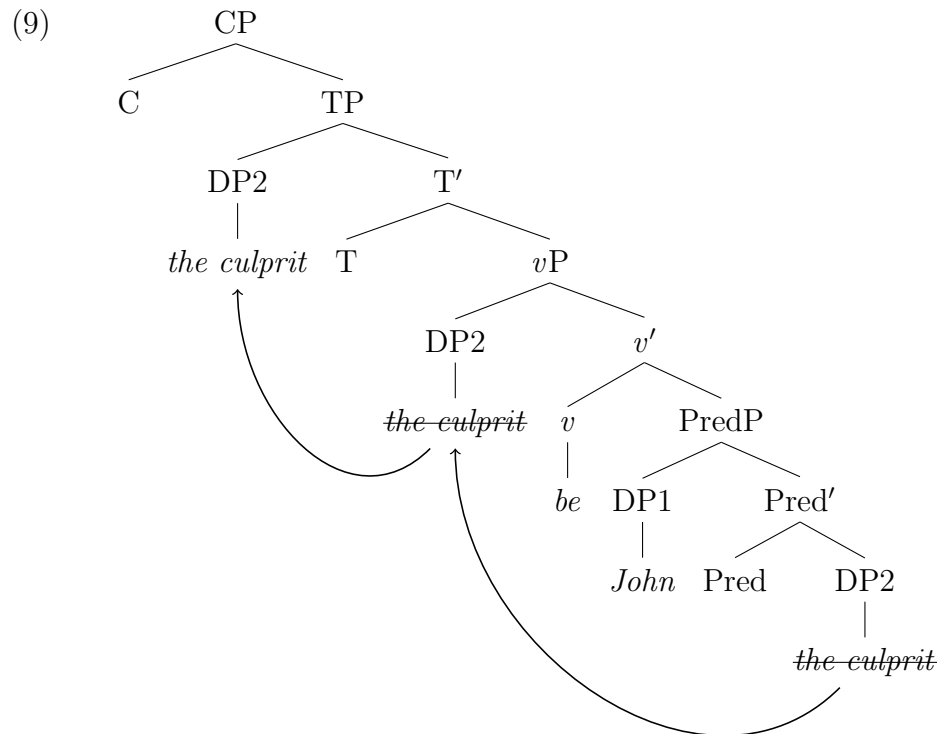 (9) CP
C TP
DP2 T′
the culprit T vP
DP2 v′
the culprit v PredP
be DP1 Pred′
John Pred DP2
the culprit